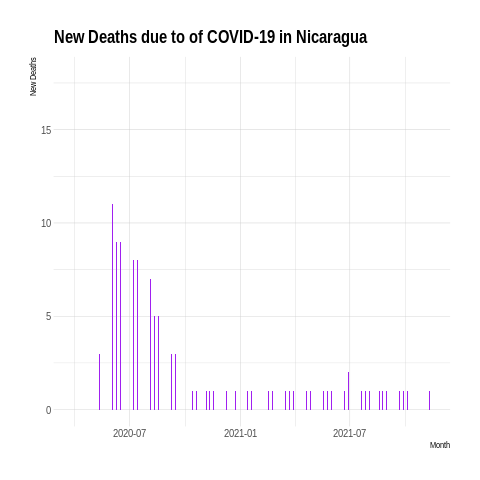 New Deaths due to of COVID-19 in Nicaragua
New Deaths
15
10
5
0
2020-07
2021-01
2021-07
Month